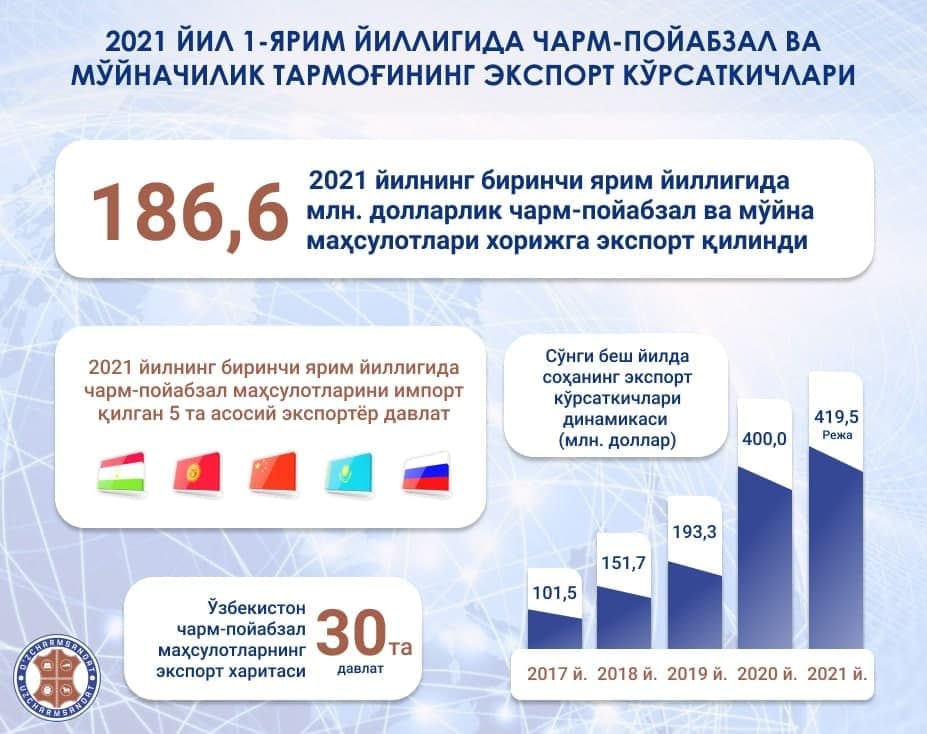 2021 ЙИЛ 1-ЯРИМ ЙИЛЛИГИДА ЧАРМ-ПОЙАБЗАЛ ВА
МЎЙНАЧИЛИК ТАРМОҒИНИНГ ЭКСПОРТ КЎРСАТКИЧЛАРИ
186,6
2021 йилнинг биринчи ярим йиллигида
млн. долларлик чарм-пойабзал ва мўйна
маҳсулотлари хорижга экспорт қилинди
2021 йилнинг биринчи ярим йиллигида
чарм-пойабзал маҳсулотларини импорт
қилган 5 та асосий экспортёр давлат
Сўнги беш йилда
соҳанинг экспорт
кўрсаткичлари
динамикаси
(млн. доллар)
101,5
151,7
193,3
400,0
419,5
Режа
2017 й.
2018 й.
2019 й.
2020 й.
2021 й.
Ўзбекистон
чарм-пойабзал
маҳсулотларнинг
экспорт харитаси
30 та
давлат
O'ZCHARMSANOAT
UZCHARMSANOAT